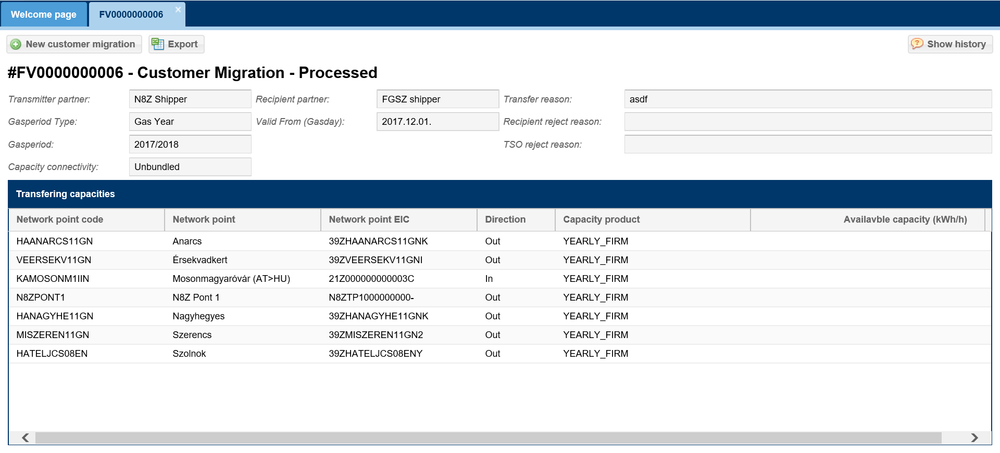 Welcome page FV0000000006
New customer migration Export Show history
#FV0000000006 - Customer Migration - Processed
Transmitter partner: N8Z Shipper Recipient partner: FGSZ shipper Transfer reason: asdf
Gasperiod Type: Gas Year Valid From (Gasday): 2017.12.01. Recipient reject reason:
Gasperiod: 2017/2018 TSO reject reason:
Capacity connectivity: Unbundled
Transfering capacities
Network point code Network point Network point EIC Direction Capacity product Availavble capacity (kWh/h)
HAANARCS11GN Anarcs 39ZHAANARCS11GNK Out YEARLY_FIRM
VEERSEKV11GN Érsekvadkert 39ZVEERSEKV11GNI Out YEARLY_FIRM
KAMOSONM1IIN Mosonmagyaróvár (AT>HU) 21Z000000000003C In YEARLY_FIRM
N8ZPONT1 N8Z Pont 1 N8ZTP1000000000- Out YEARLY_FIRM
HANAGYHE11GN Nagyhegyes 39ZHANAGYHE11GNK Out YEARLY_FIRM
MISZEREN11GN Szerencs 39ZMISZEREN11GN2 Out YEARLY_FIRM
HATELJCS08EN Szolnok 39ZHATELJCS08ENY Out YEARLY_FIRM